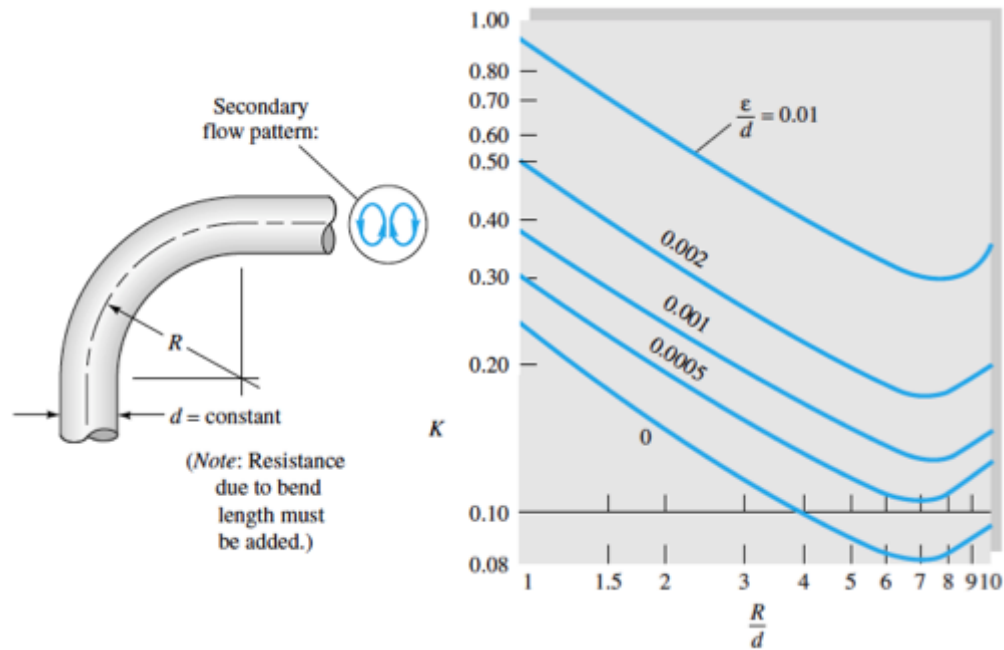 Secondary
flow pattern:
R
d = constant
(Note: Resistance
due to bend
length must
be added.)
K
1.00
0.80
0.70
0.60
0.50
0.40
0.30
0.20
0.10
0.08
ε/d = 0.01
0.002
0.001
0.0005
0
1 1.5 2 3 4 5 6 7 8 9 10
R/d